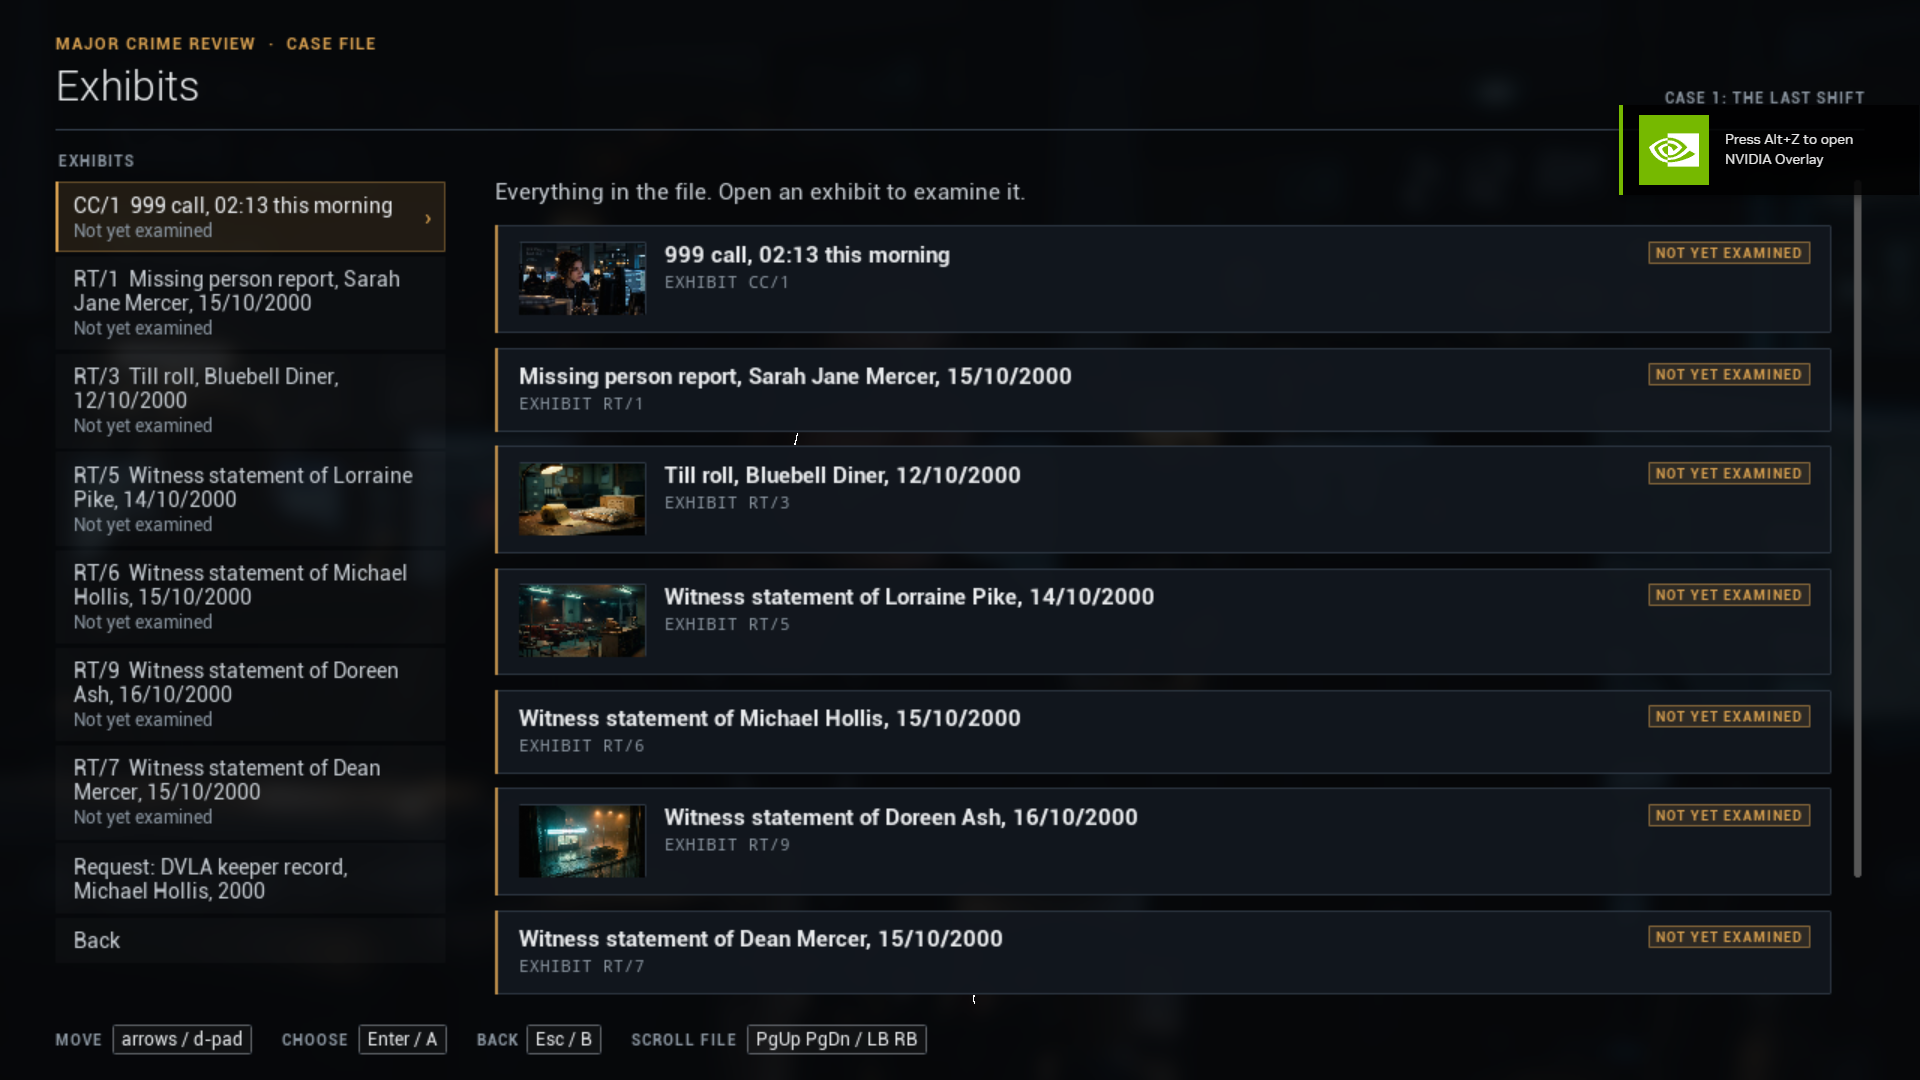 MAJOR CRIME REVIEW · CASE FILE
Exhibits
CASE 1: THE LAST SHIFT
Press Alt+Z to open
NVIDIA Overlay
EXHIBITS
CC/1 999 call, 02:13 this morning
Not yet examined
RT/1 Missing person report, Sarah
Jane Mercer, 15/10/2000
Not yet examined
RT/3 Till roll, Bluebell Diner,
12/10/2000
Not yet examined
RT/5 Witness statement of Lorraine
Pike, 14/10/2000
Not yet examined
RT/6 Witness statement of Michael
Hollis, 15/10/2000
Not yet examined
RT/9 Witness statement of Doreen
Ash, 16/10/2000
Not yet examined
RT/7 Witness statement of Dean
Mercer, 15/10/2000
Not yet examined
Request: DVLA keeper record,
Michael Hollis, 2000
Back
Everything in the file. Open an exhibit to examine it.
999 call, 02:13 this morning
EXHIBIT CC/1
NOT YET EXAMINED
Missing person report, Sarah Jane Mercer, 15/10/2000
EXHIBIT RT/1
NOT YET EXAMINED
Till roll, Bluebell Diner, 12/10/2000
EXHIBIT RT/3
NOT YET EXAMINED
Witness statement of Lorraine Pike, 14/10/2000
EXHIBIT RT/5
NOT YET EXAMINED
Witness statement of Michael Hollis, 15/10/2000
EXHIBIT RT/6
NOT YET EXAMINED
Witness statement of Doreen Ash, 16/10/2000
EXHIBIT RT/9
NOT YET EXAMINED
Witness statement of Dean Mercer, 15/10/2000
EXHIBIT RT/7
NOT YET EXAMINED
MOVE arrows / d-pad CHOOSE Enter / A BACK Esc / B SCROLL FILE PgUp PgDn / LB RB